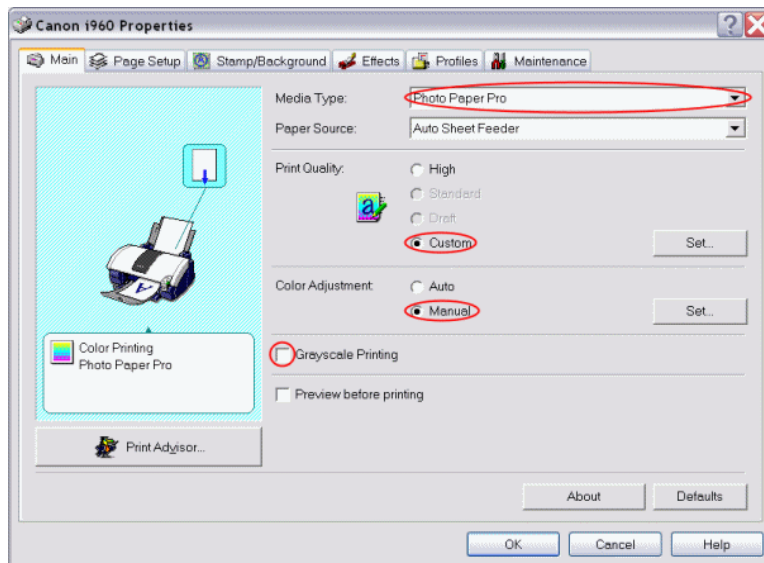 Canon i960 Properties
Main Page Setup Stamp/Background Effects Profiles Maintenance
Media Type: Photo Paper Pro
Paper Source: Auto Sheet Feeder
Print Quality: High
Standard
Draft
Custom Set...
Color Adjustment: Auto
Manual Set...
Color Printing
Photo Paper Pro
Grayscale Printing
Preview before printing
Print Advisor...
About Defaults
OK Cancel Help